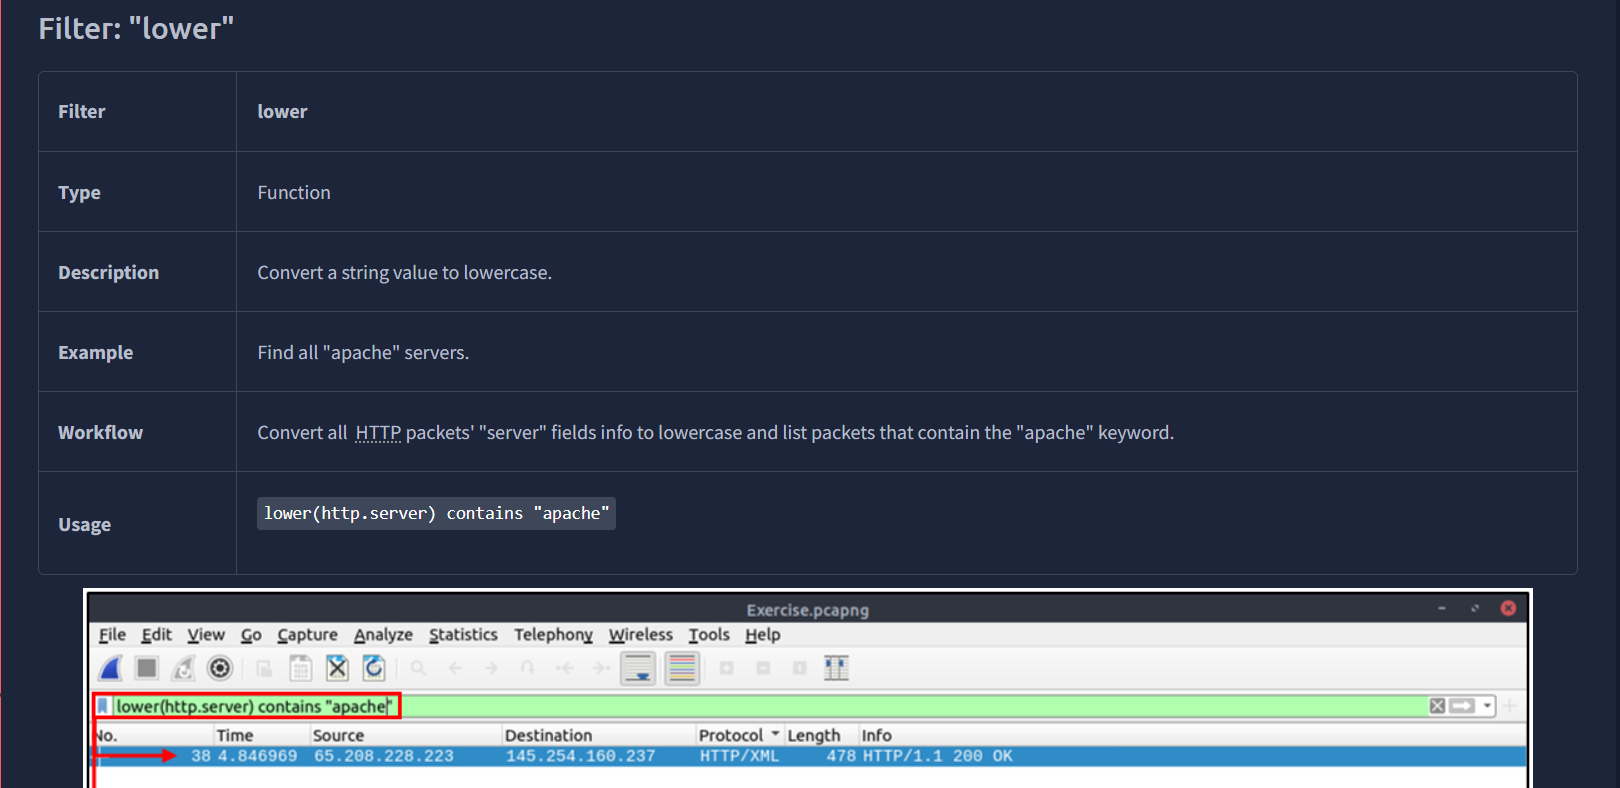 Filter: "lower"
Filter lower
Type Function
Description Convert a string value to lowercase.
Example Find all "apache" servers.
Workflow Convert all HTTP packets' "server" fields info to lowercase and list packets that contain the "apache" keyword.
Usage lower(http.server) contains "apache"
Exercise.pcapng
File Edit View Go Capture Analyze Statistics Telephony Wireless Tools Help
lower(http.server) contains "apache"
No. Time Source Destination Protocol Length Info
38 4.846969 65.208.228.223 145.254.160.237 HTTP/XML 478 HTTP/1.1 200 OK